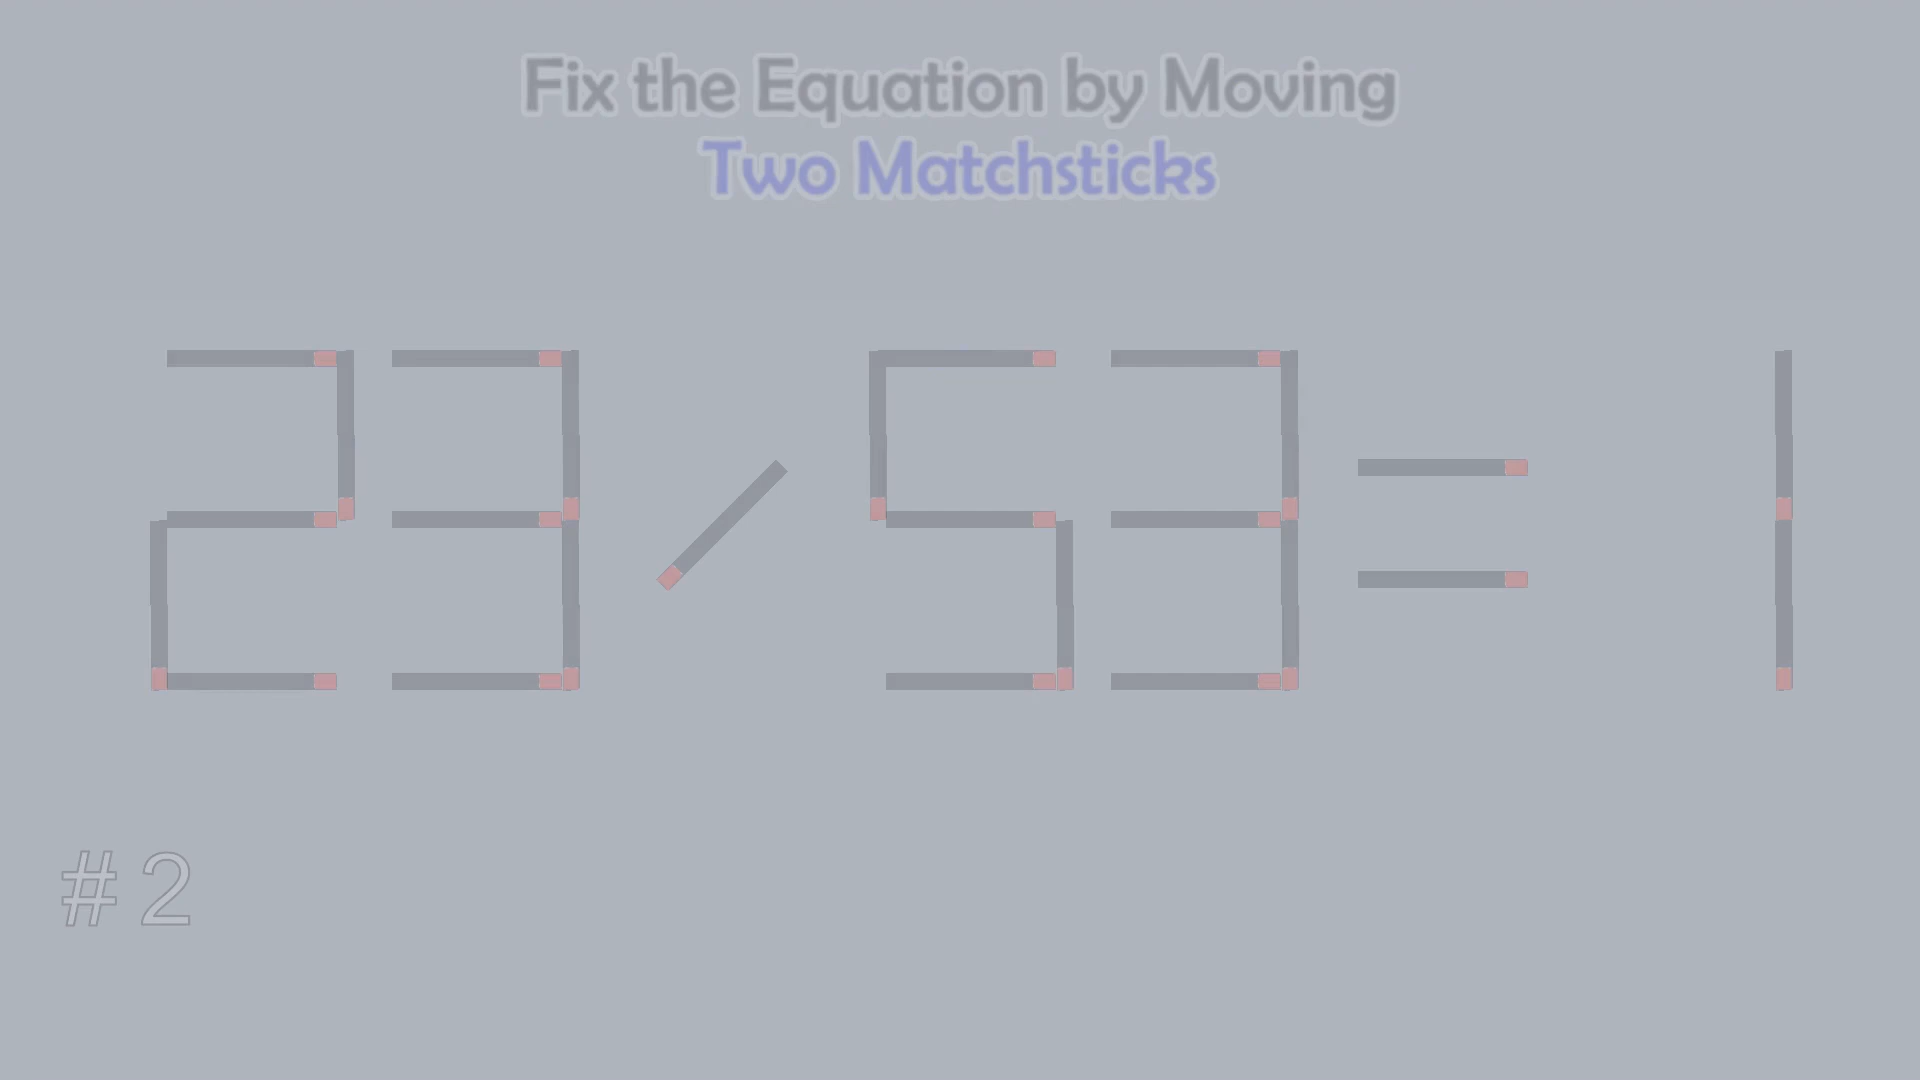 Fix the Equation by Moving
Two Matchsticks
23/53=1
#2